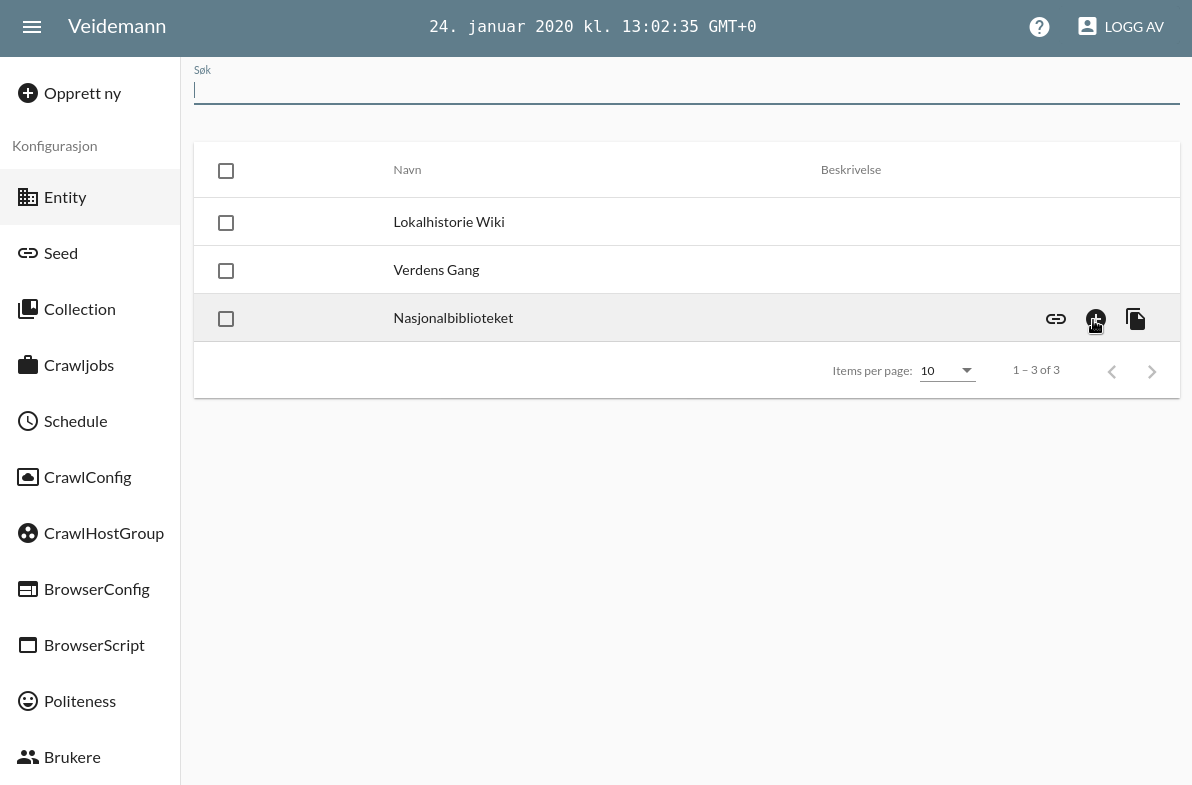 Veidemann
24. januar 2020 kl. 13:02:35 GMT+0
LOGG AV
Opprett ny
Konfigurasjon
Entity
Seed
Collection
Crawljobs
Schedule
CrawlConfig
CrawlHostGroup
BrowserConfig
BrowserScript
Politeness
Brukere
Søk
Navn
Beskrivelse
Lokalhistorie Wiki
Verdens Gang
Nasjonalbiblioteket
Items per page: 10
1 – 3 of 3